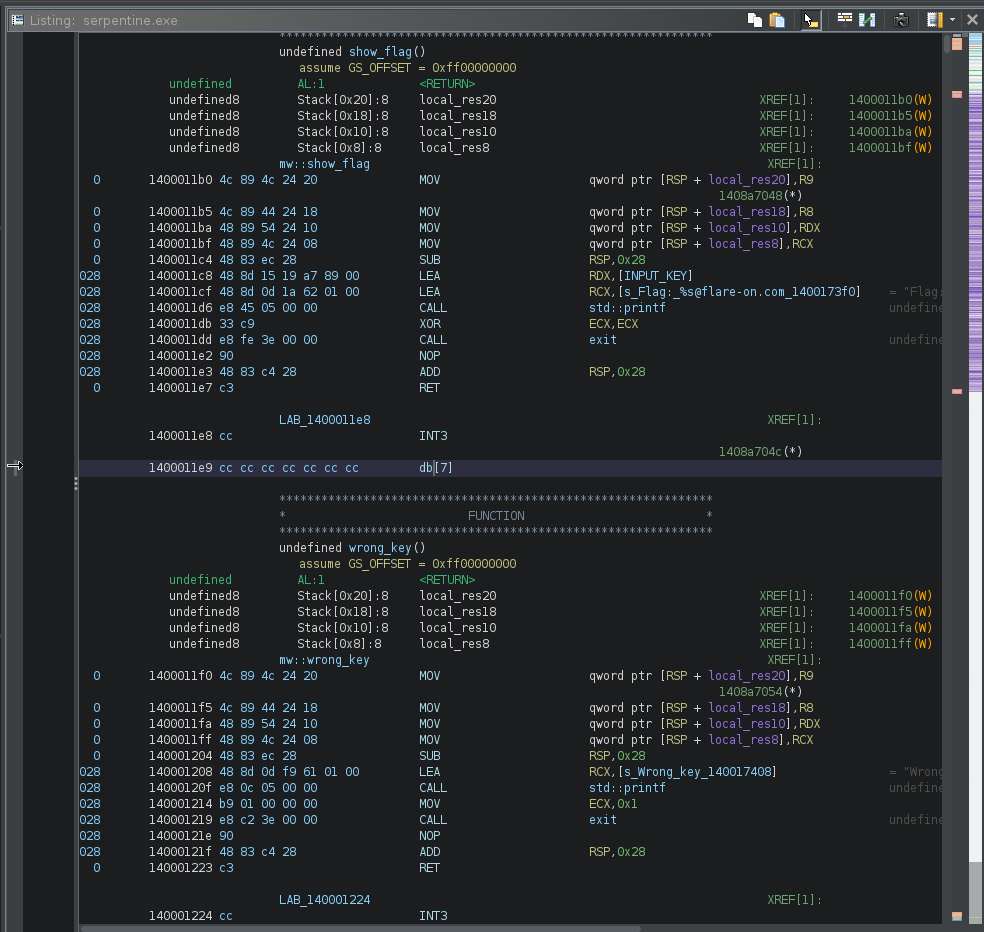 Listing: serpentine.exe
**************************************************************
undefined show_flag()
assume GS_OFFSET = 0xff00000000
undefined AL:1 <RETURN>
undefined8 Stack[0x20]:8 local_res20 XREF[1]: 1400011b0(W)
undefined8 Stack[0x18]:8 local_res18 XREF[1]: 1400011b5(W)
undefined8 Stack[0x10]:8 local_res10 XREF[1]: 1400011ba(W)
undefined8 Stack[0x8]:8 local_res8 XREF[1]: 1400011bf(W)
mw::show_flag XREF[1]:
0 1400011b0 4c 89 4c 24 20 MOV qword ptr [RSP + local_res20],R9
1408a7048(*)
0 1400011b5 4c 89 44 24 18 MOV qword ptr [RSP + local_res18],R8
0 1400011ba 48 89 54 24 10 MOV qword ptr [RSP + local_res10],RDX
0 1400011bf 48 89 4c 24 08 MOV qword ptr [RSP + local_res8],RCX
0 1400011c4 48 83 ec 28 SUB RSP,0x28
028 1400011c8 48 8d 15 19 a7 89 00 LEA RDX,[INPUT_KEY]
028 1400011cf 48 8d 0d 1a 62 01 00 LEA RCX,[s_Flag:_%s@flare-on.com_1400173f0] = "Flag:
028 1400011d6 e8 45 05 00 00 CALL std::printf undefine
028 1400011db 33 c9 XOR ECX,ECX
028 1400011dd e8 fe 3e 00 00 CALL exit undefine
028 1400011e2 90 NOP
028 1400011e3 48 83 c4 28 ADD RSP,0x28
0 1400011e7 c3 RET
LAB_1400011e8 XREF[1]:
1400011e8 cc INT3
1408a704c(*)
1400011e9 cc cc cc cc cc cc cc db[7]
**************************************************************
* FUNCTION *
**************************************************************
undefined wrong_key()
assume GS_OFFSET = 0xff00000000
undefined AL:1 <RETURN>
undefined8 Stack[0x20]:8 local_res20 XREF[1]: 1400011f0(W)
undefined8 Stack[0x18]:8 local_res18 XREF[1]: 1400011f5(W)
undefined8 Stack[0x10]:8 local_res10 XREF[1]: 1400011fa(W)
undefined8 Stack[0x8]:8 local_res8 XREF[1]: 1400011ff(W)
mw::wrong_key XREF[1]:
0 1400011f0 4c 89 4c 24 20 MOV qword ptr [RSP + local_res20],R9
1408a7054(*)
0 1400011f5 4c 89 44 24 18 MOV qword ptr [RSP + local_res18],R8
0 1400011fa 48 89 54 24 10 MOV qword ptr [RSP + local_res10],RDX
0 1400011ff 48 89 4c 24 08 MOV qword ptr [RSP + local_res8],RCX
0 140001204 48 83 ec 28 SUB RSP,0x28
028 140001208 48 8d 0d f9 61 01 00 LEA RCX,[s_Wrong_key_140017408] = "Wrong
028 14000120f e8 0c 05 00 00 CALL std::printf undefine
028 140001214 b9 01 00 00 00 MOV ECX,0x1
028 140001219 e8 c2 3e 00 00 CALL exit undefine
028 14000121e 90 NOP
028 14000121f 48 83 c4 28 ADD RSP,0x28
0 140001223 c3 RET
LAB_140001224 XREF[1]:
140001224 cc INT3